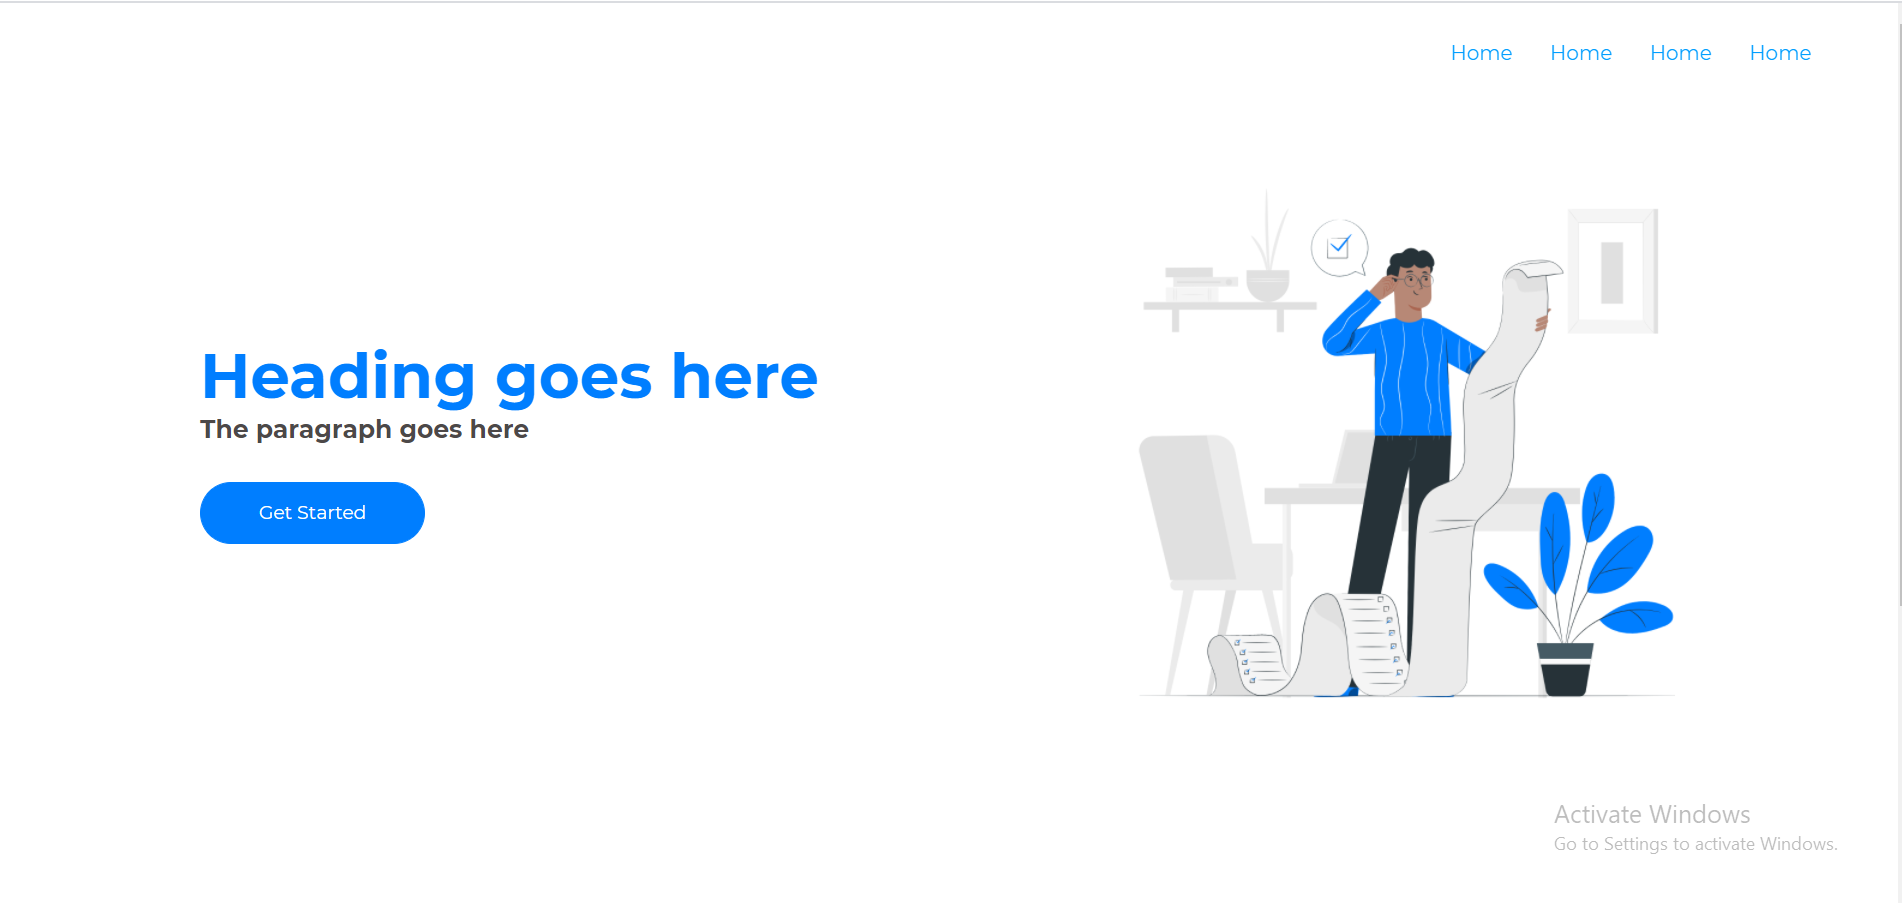 Home Home Home Home
Heading goes here
The paragraph goes here
Get Started
Activate Windows
Go to Settings to activate Windows.